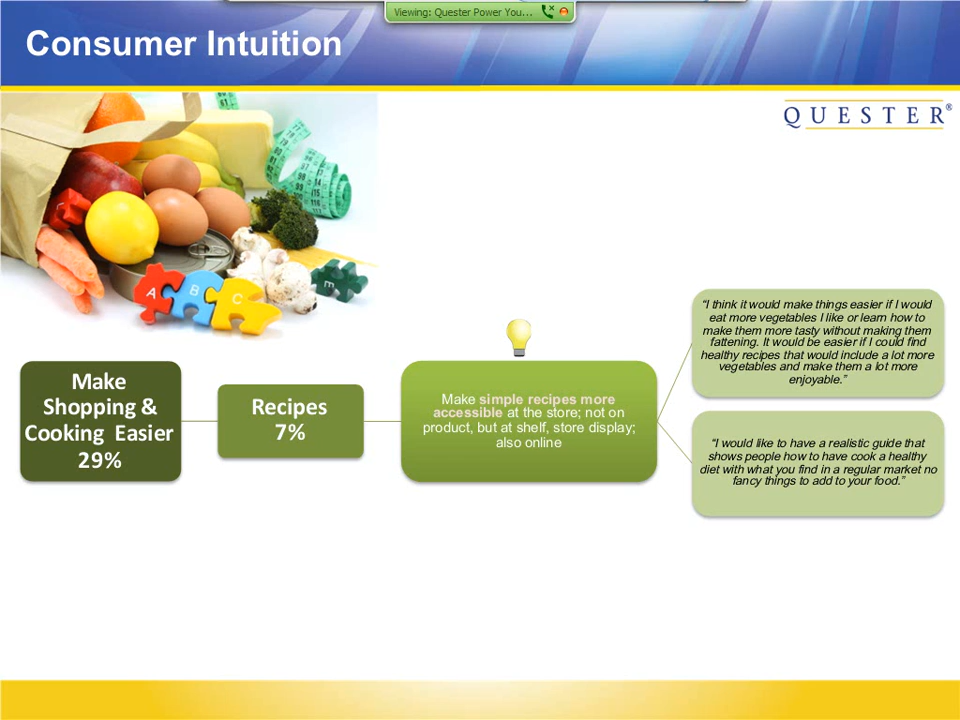 Viewing: Quester Power You...
Consumer Intuition
QUESTER®
A
B
C
E
Make
Shopping &
Cooking Easier
29%
Recipes
7%
Make simple recipes more
accessible at the store; not on
product, but at shelf, store display;
also online
“I think it would make things easier if I would
eat more vegetables I like or learn how to
make them more tasty without making them
fattening. It would be easier if I could find
healthy recipes that would include a lot more
vegetables and make them a lot more
enjoyable.”
“I would like to have a realistic guide that
shows people how to have cook a healthy
diet with what you find in a regular market no
fancy things to add to your food.”